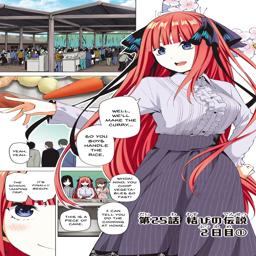 WELL,
WE'LL
MAKE THE
CURRY...
SO YOU
BOYS
HANDLE
THE
RICE.
YEAH,
YEAH.
WHOA!
NINO, YOU
CHOP
VEGETA-
BLES SO
FAST!
THE
SCHOOL
CAMPING
TRIP...
IT'S
FINALLY
BEGUN.
THIS IS A
PIECE OF
CAKE.
I CAN
TELL YOU
DO THE
COOKING
AT HOME.
第25話 結びの伝説
2日目①